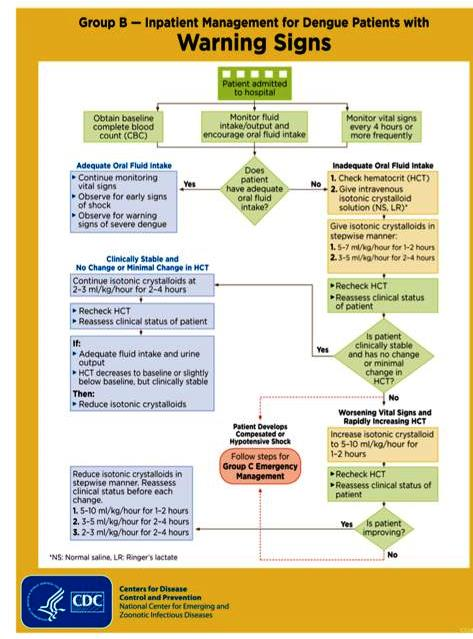 Group B — Inpatient Management for Dengue Patients with
Warning Signs
Patient admitted
to hospital
Obtain baseline
complete blood
count (CBC)
Monitor fluid
intake/output and
encourage oral fluid intake
Monitor vital signs
every 4 hours or
more frequently
Adequate Oral Fluid Intake
▸ Continue monitoring
vital signs
▸ Observe for early signs
of shock
▸ Observe for warning
signs of severe dengue
Yes
Does
patient
have adequate
oral fluid
intake?
No
Inadequate Oral Fluid Intake
1. Check hematocrit (HCT)
2. Give intravenous
isotonic crystalloid
solution (NS, LR)*
Give isotonic crystalloids in
stepwise manner:
1. 5–7 ml/kg/hour for 1–2 hours
2. 3–5 ml/kg/hour for 2–4 hours
▸ Recheck HCT
▸ Reassess clinical status
of patient
Clinically Stable and
No Change or Minimal Change in HCT
Continue isotonic crystalloids at
2–3 ml/kg/hour for 2–4 hours
▸ Recheck HCT
▸ Reassess clinical status of patient
If:
▸ Adequate fluid intake and urine
output
▸ HCT decreases to baseline or slightly
below baseline, but clinically stable
Then:
▸ Reduce isotonic crystalloids
Yes
Is patient
clinically stable
and has no change
or minimal
change in
HCT?
No
Patient Develops
Compesated or
Hypotensive Shock
Follow steps for
Group C Emergency
Management
Worsening Vital Signs and
Rapidly Increasing HCT
Increase isotonic crystalloid
to 5–10 ml/kg/hour for
1–2 hours
▸ Recheck HCT
▸ Reassess clinical status of
patient
Reduce isotonic crystalloids in
stepwise manner. Reassess
clinical status before each
change.
1. 5–10 ml/kg/hour for 1–2 hours
2. 3–5 ml/kg/hour for 2–4 hours
3. 2–3 ml/kg/hour for 2–4 hours
Yes
Is patient
improving?
No
*NS: Normal saline, LR: Ringer's lactate
CDC
Centers for Disease
Control and Prevention
National Center for Emerging and
Zoonotic Infectious Diseases